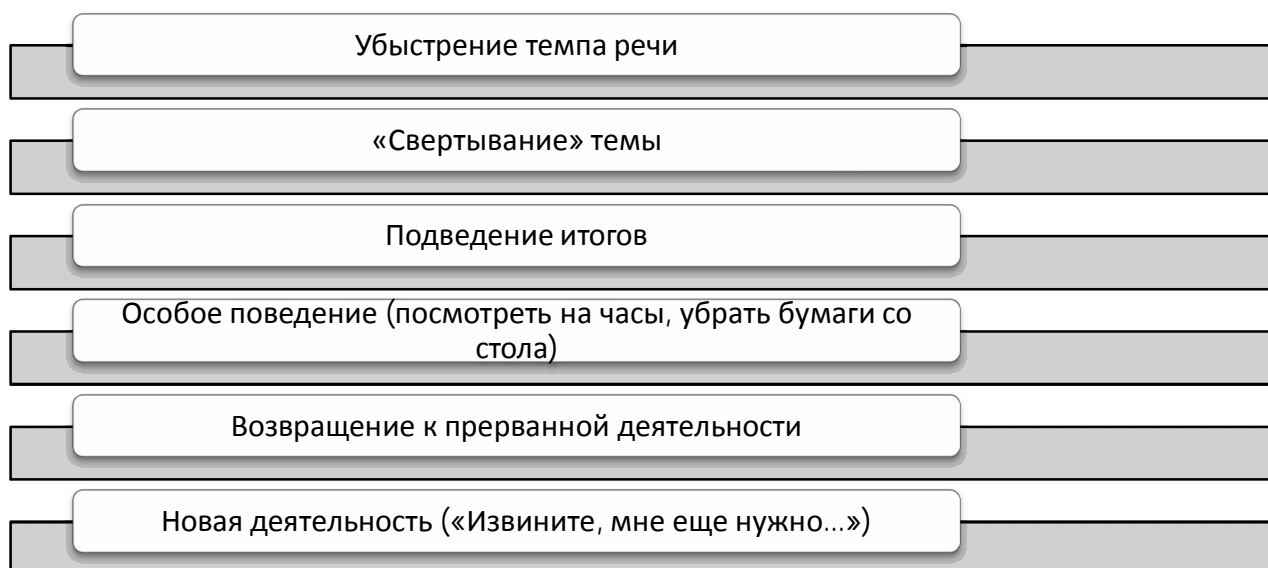 Убыстрение темпа речи
«Свертывание» темы
Подведение итогов
Особое поведение (посмотреть на часы, убрать бумаги со
стола)
Возвращение к прерванной деятельности
Новая деятельность («Извините, мне еще нужно...»)